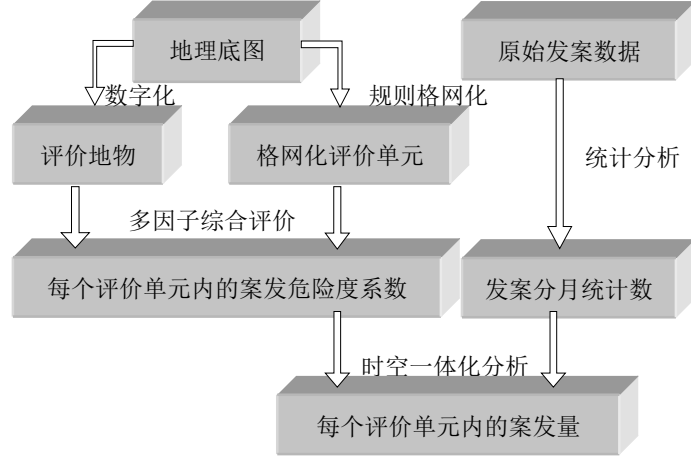 地理底图
原始发案数据
数字化
规则格网化
评价地物
格网化评价单元
统计分析
多因子综合评价
每个评价单元内的案发危险度系数
发案分月统计数
时空一体化分析
每个评价单元内的案发量